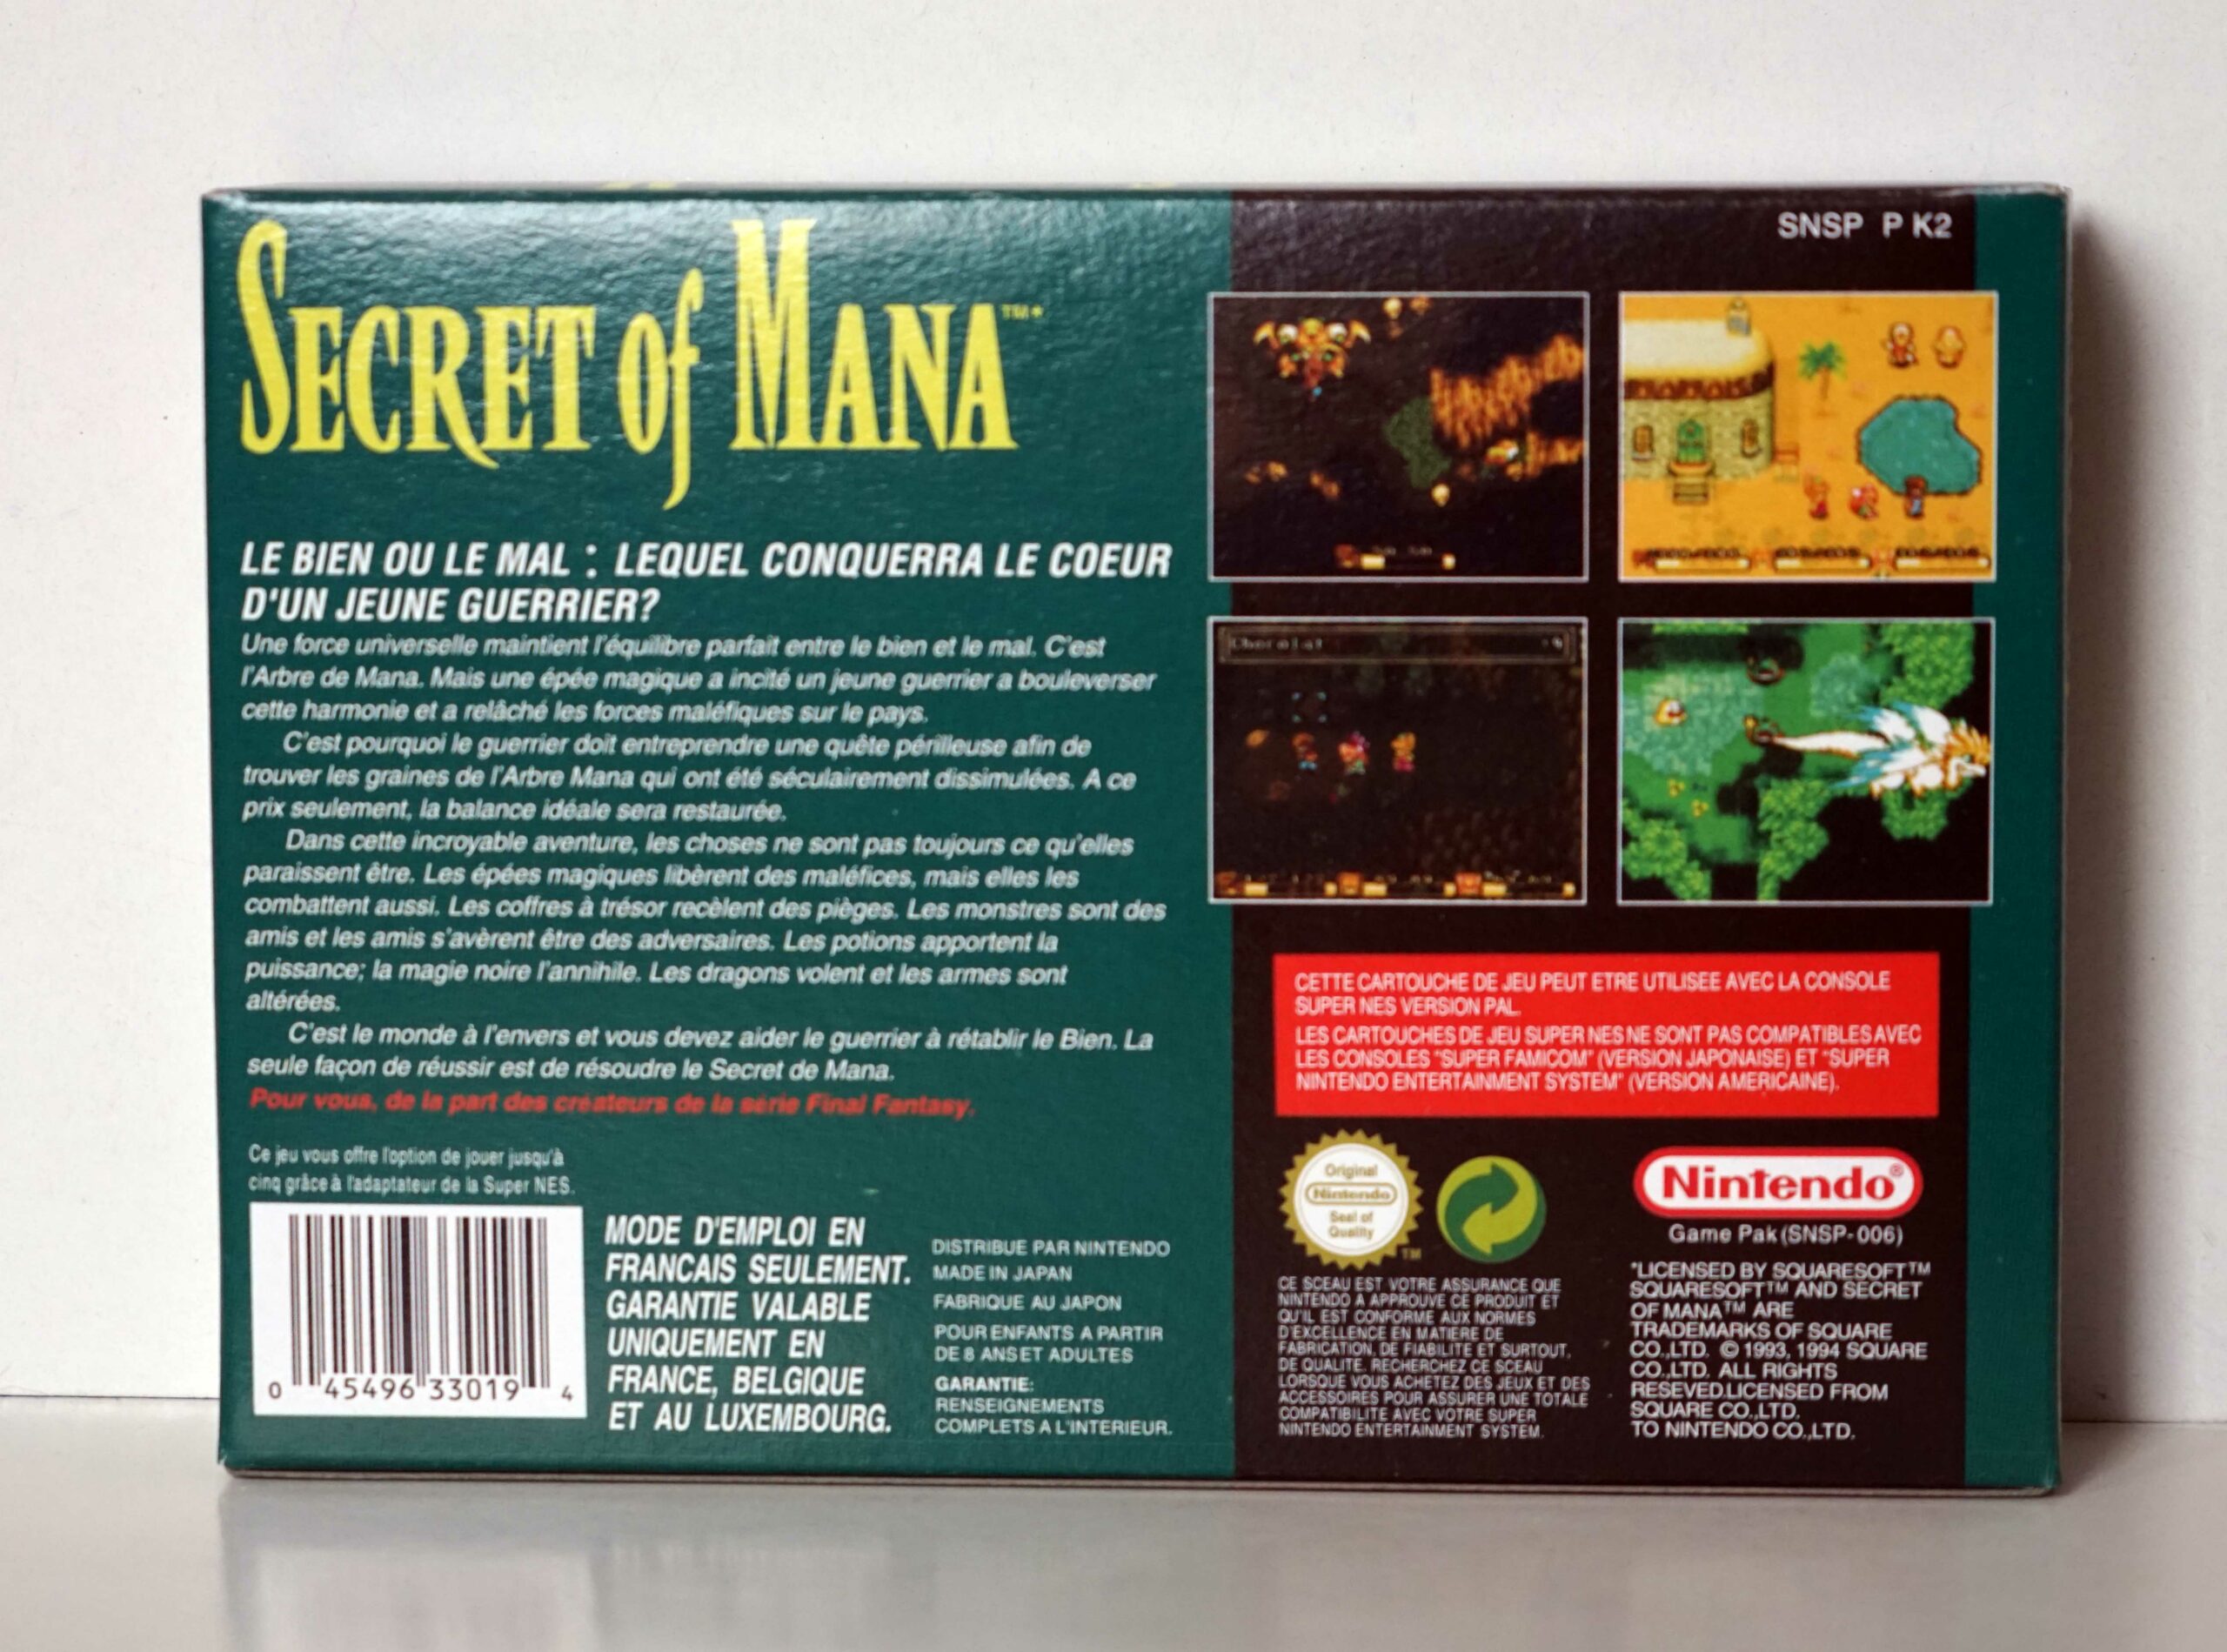 SECRET of MANA™*
SNSP P K2
LE BIEN OU LE MAL : LEQUEL CONQUERRA LE COEUR
D'UN JEUNE GUERRIER?
Une force universelle maintient l'équilibre parfait entre le bien et le mal. C'est
l'Arbre de Mana. Mais une épée magique a incité un jeune guerrier a bouleverser
cette harmonie et a relâché les forces maléfiques sur le pays.
C'est pourquoi le guerrier doit entreprendre une quête périlleuse afin de
trouver les graines de l'Arbre Mana qui ont été séculairement dissimulées. A ce
prix seulement, la balance idéale sera restaurée.
Dans cette incroyable aventure, les choses ne sont pas toujours ce qu'elles
paraissent être. Les épées magiques libèrent des maléfices, mais elles les
combattent aussi. Les coffres à trésor recèlent des pièges. Les monstres sont des
amis et les amis s'avèrent être des adversaires. Les potions apportent la
puissance; la magie noire l'annihile. Les dragons volent et les armes sont
altérées.
C'est le monde à l'envers et vous devez aider le guerrier à rétablir le Bien. La
seule façon de réussir est de résoudre le Secret de Mana.
Pour vous, de la part des créateurs de la série Final Fantasy.
Ce jeu vous offre l'option de jouer jusqu'à
cinq grâce à l'adaptateur de la Super NES.
0 45496 33019 4
MODE D'EMPLOI EN
FRANCAIS SEULEMENT.
GARANTIE VALABLE
UNIQUEMENT EN
FRANCE, BELGIQUE
ET AU LUXEMBOURG.
DISTRIBUE PAR NINTENDO
MADE IN JAPAN
FABRIQUE AU JAPON
POUR ENFANTS A PARTIR
DE 8 ANS ET ADULTES
GARANTIE:
RENSEIGNEMENTS
COMPLETS A L'INTERIEUR.
CETTE CARTOUCHE DE JEU PEUT ETRE UTILISEE AVEC LA CONSOLE
SUPER NES VERSION PAL.
LES CARTOUCHES DE JEU SUPER NES NE SONT PAS COMPATIBLES AVEC
LES CONSOLES "SUPER FAMICOM" (VERSION JAPONAISE) ET "SUPER
NINTENDO ENTERTAINMENT SYSTEM" (VERSION AMERICAINE).
Original
Nintendo
Seal of
Quality
TM
CE SCEAU EST VOTRE ASSURANCE QUE
NINTENDO A APPROUVE CE PRODUIT ET
QU'IL EST CONFORME AUX NORMES
D'EXCELLENCE EN MATIERE DE
FABRICATION, DE FIABILITE ET SURTOUT,
DE QUALITE. RECHERCHEZ CE SCEAU
LORSQUE VOUS ACHETEZ DES JEUX ET DES
ACCESSOIRES POUR ASSURER UNE TOTALE
COMPATIBILITE AVEC VOTRE SUPER
NINTENDO ENTERTAINMENT SYSTEM.
Nintendo®
Game Pak (SNSP-006)
*LICENSED BY SQUARESOFT™
SQUARESOFT™ AND SECRET
OF MANA™ ARE
TRADEMARKS OF SQUARE
CO.,LTD. © 1993, 1994 SQUARE
CO.,LTD. ALL RIGHTS
RESEVED.LICENSED FROM
SQUARE CO.,LTD.
TO NINTENDO CO.,LTD.